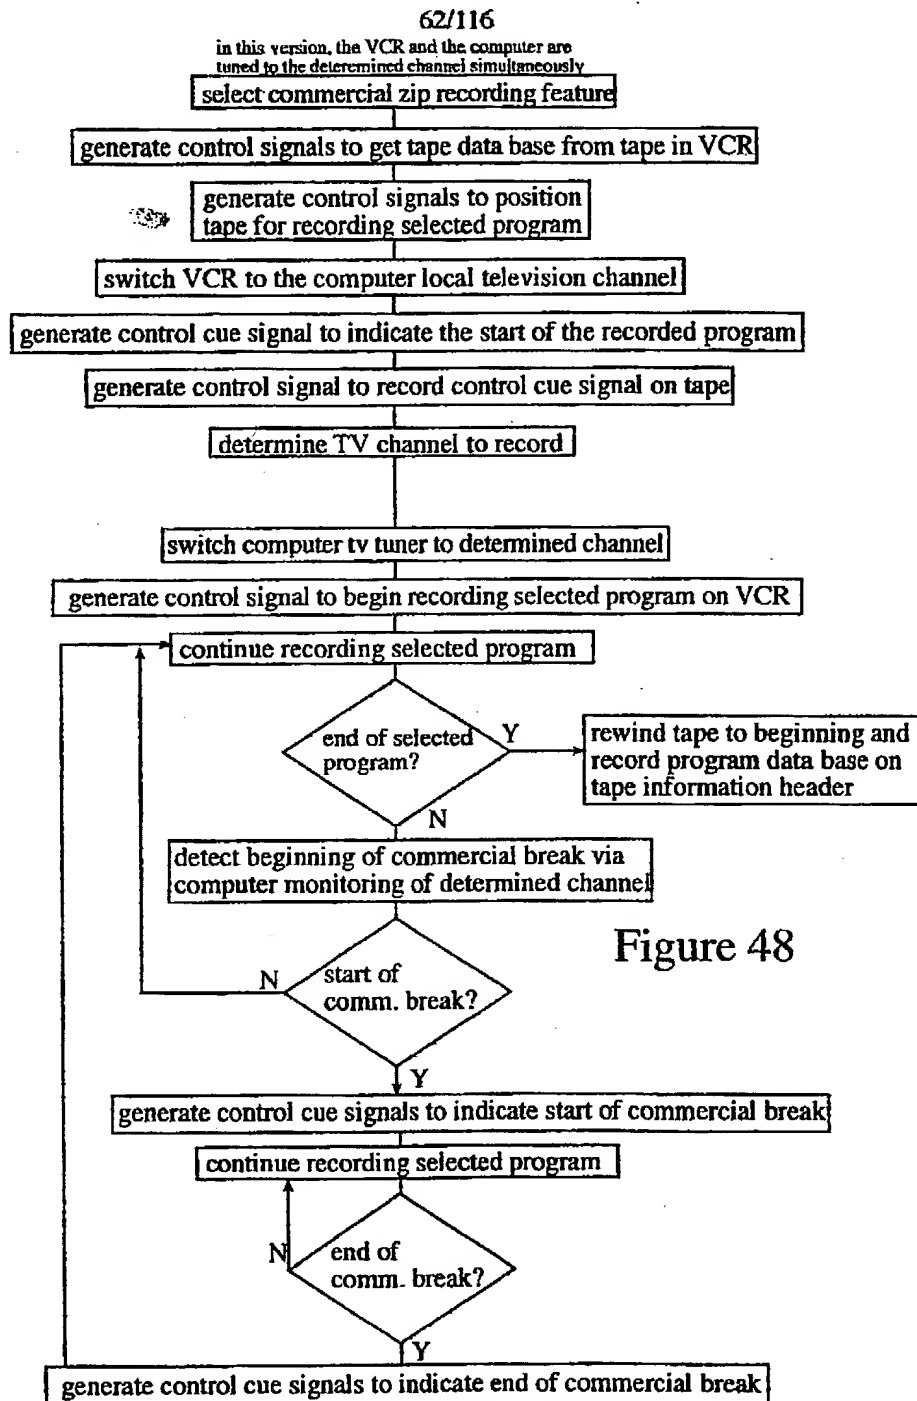 62/116
in this version, the VCR and the computer are
tuned to the deteremined channel simultaneously
select commercial zip recording feature
generate control signals to get tape data base from tape in VCR
generate control signals to position
tape for recording selected program
switch VCR to the computer local television channel
generate control cue signal to indicate the start of the recorded program
generate control signal to record control cue signal on tape
determine TV channel to record
switch computer tv tuner to determined channel
generate control signal to begin recording selected program on VCR
continue recording selected program
end of selected
program?
Y
rewind tape to beginning and
record program data base on
tape information header
N
detect beginning of commercial break via
computer monitoring of determined channel
Figure 48
N
start of
comm. break?
Y
generate control cue signals to indicate start of commercial break
continue recording selected program
N
end of
comm. break?
Y
generate control cue signals to indicate end of commercial break